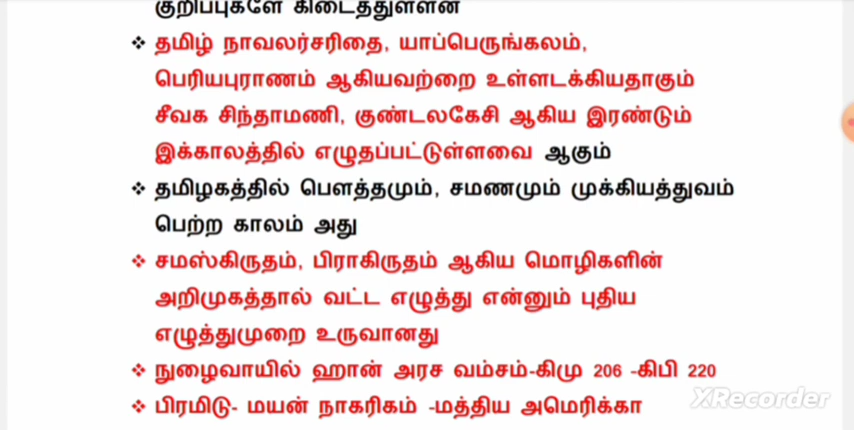 குறிப்புகளே கிடைத்துள்ளன
❖ தமிழ் நாவலர்சரிதை, யாப்பெருங்கலம்,
பெரியபுராணம் ஆகியவற்றை உள்ளடக்கியதாகும்
சீவக சிந்தாமணி, குண்டலகேசி ஆகிய இரண்டும்
இக்காலத்தில் எழுதப்பட்டுள்ளவை ஆகும்
❖ தமிழகத்தில் பௌத்தமும், சமணமும் முக்கியத்துவம்
பெற்ற காலம் அது
❖ சமஸ்கிருதம், பிராகிருதம் ஆகிய மொழிகளின்
அறிமுகத்தால் வட்ட எழுத்து என்னும் புதிய
எழுத்துமுறை உருவானது
❖ நுழைவாயில் ஹான் அரச வம்சம்-கிமு 206 -கிபி 220
❖ பிரமிடு- மயன் நாகரிகம் -மத்திய அமெரிக்கா
XRecorder